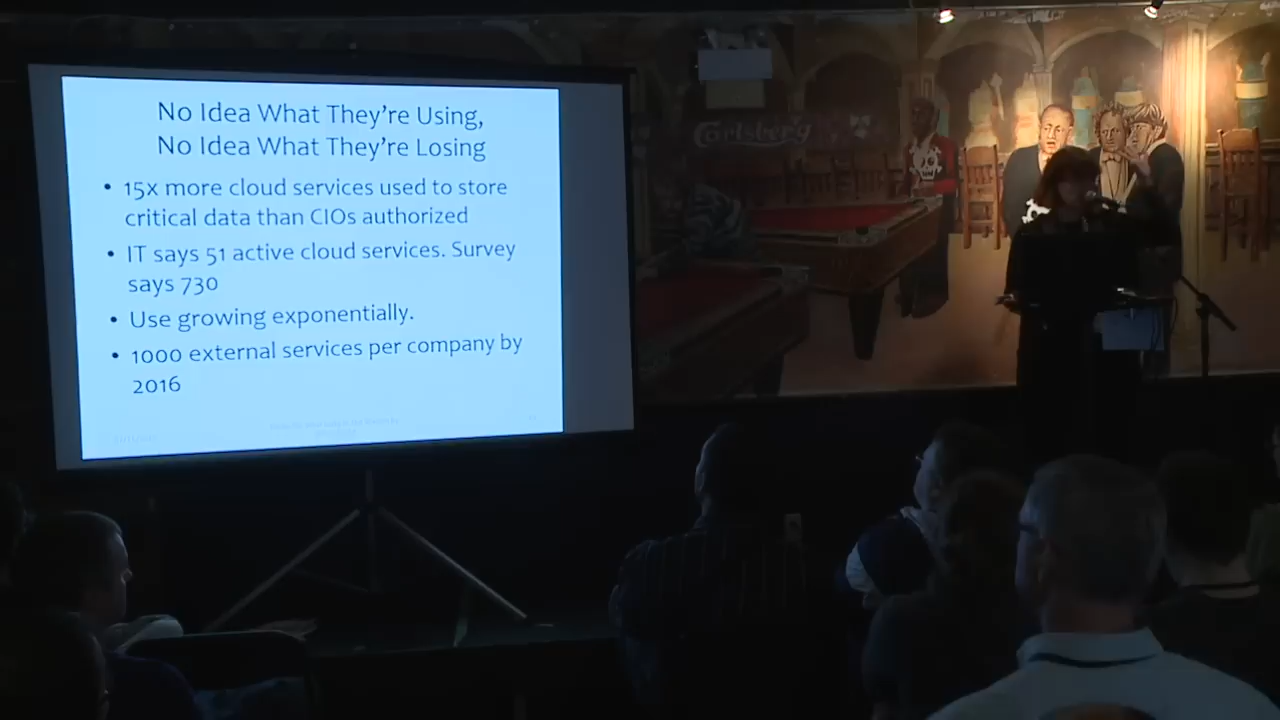 No Idea What They're Using,
No Idea What They're Losing
• 15x more cloud services used to store
critical data than CIOs authorized
• IT says 51 active cloud services. Survey
says 730
• Use growing exponentially.
• 1000 external services per company by
2016
Carlsberg